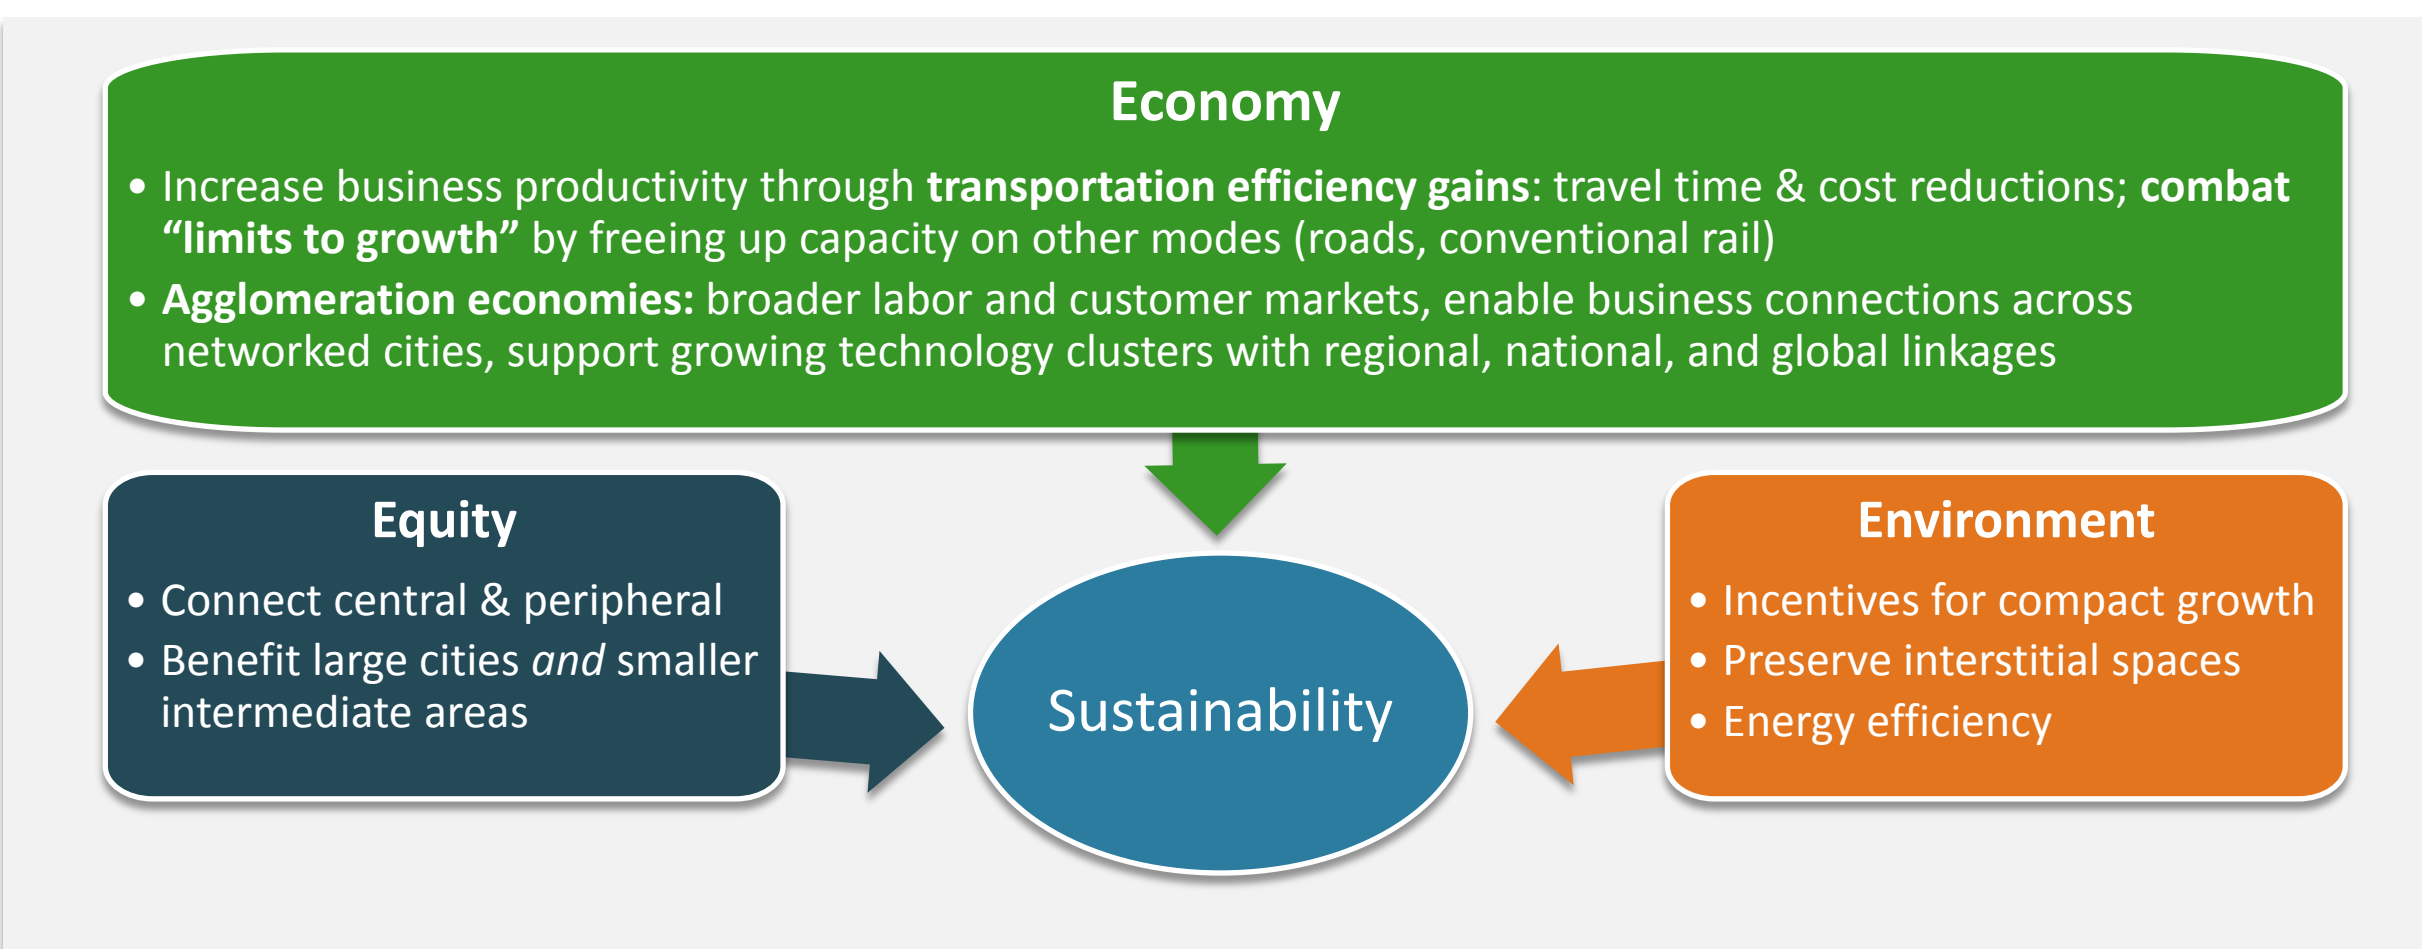 Economy
• Increase business productivity through transportation efficiency gains: travel time & cost reductions; combat
“limits to growth” by freeing up capacity on other modes (roads, conventional rail)
• Agglomeration economies: broader labor and customer markets, enable business connections across
networked cities, support growing technology clusters with regional, national, and global linkages
Equity
• Connect central & peripheral
• Benefit large cities and smaller
intermediate areas
Sustainability
Environment
• Incentives for compact growth
• Preserve interstitial spaces
• Energy efficiency